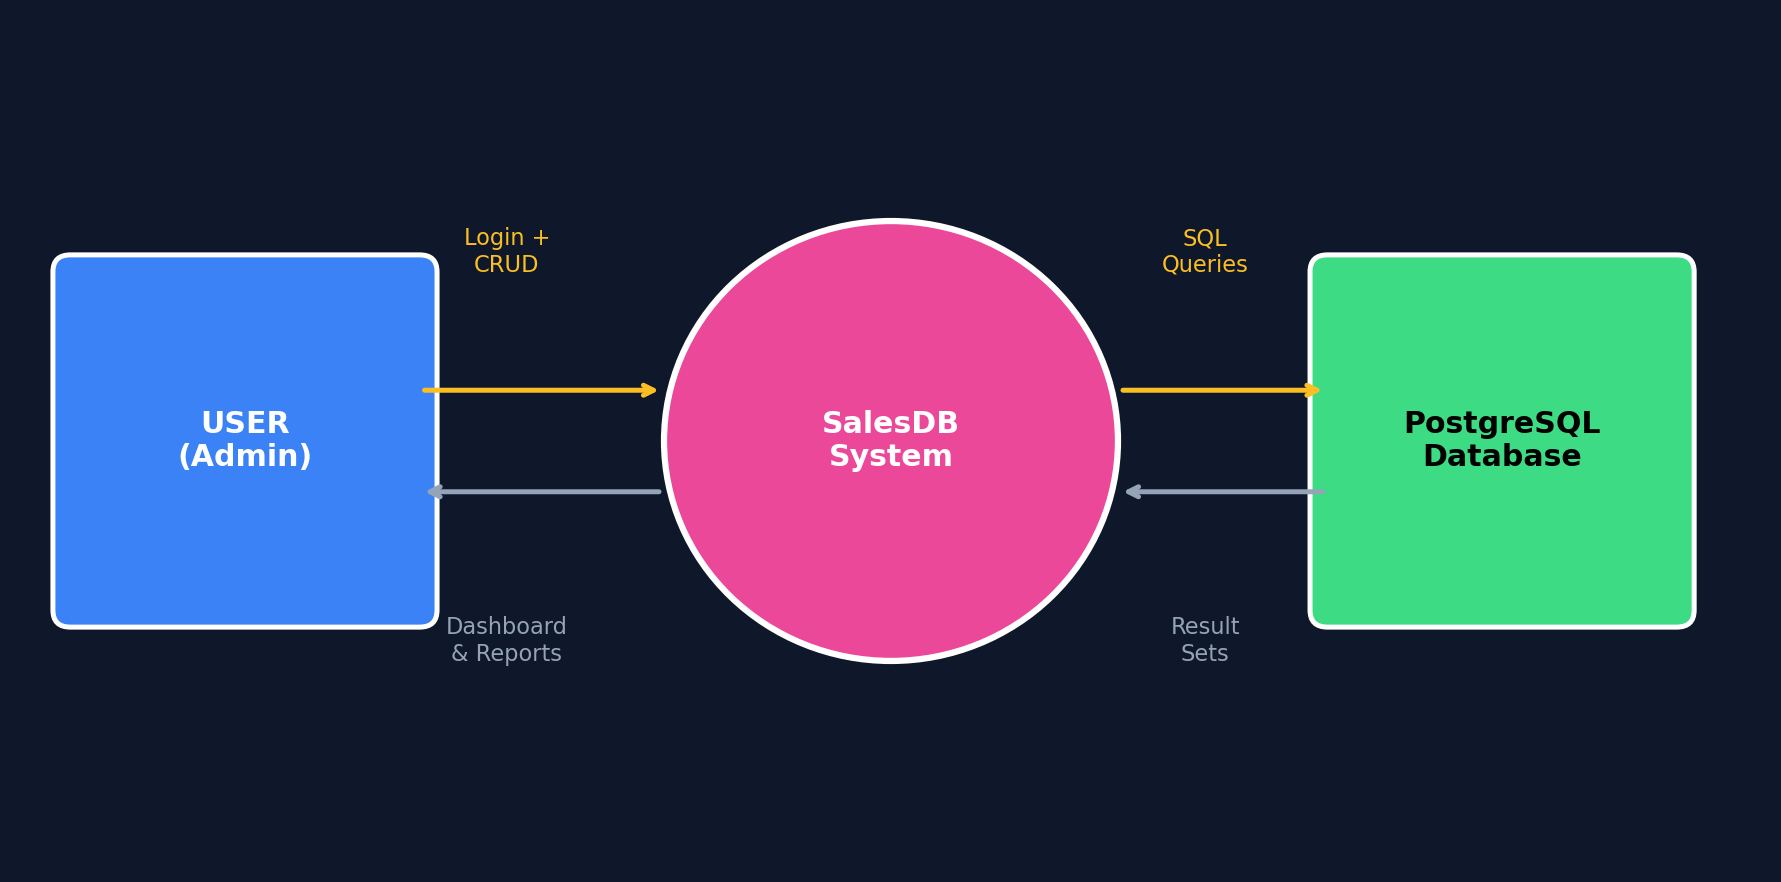 Login +
CRUD
SQL
Queries
USER
(Admin)
SalesDB
System
PostgreSQL
Database
Dashboard
& Reports
Result
Sets